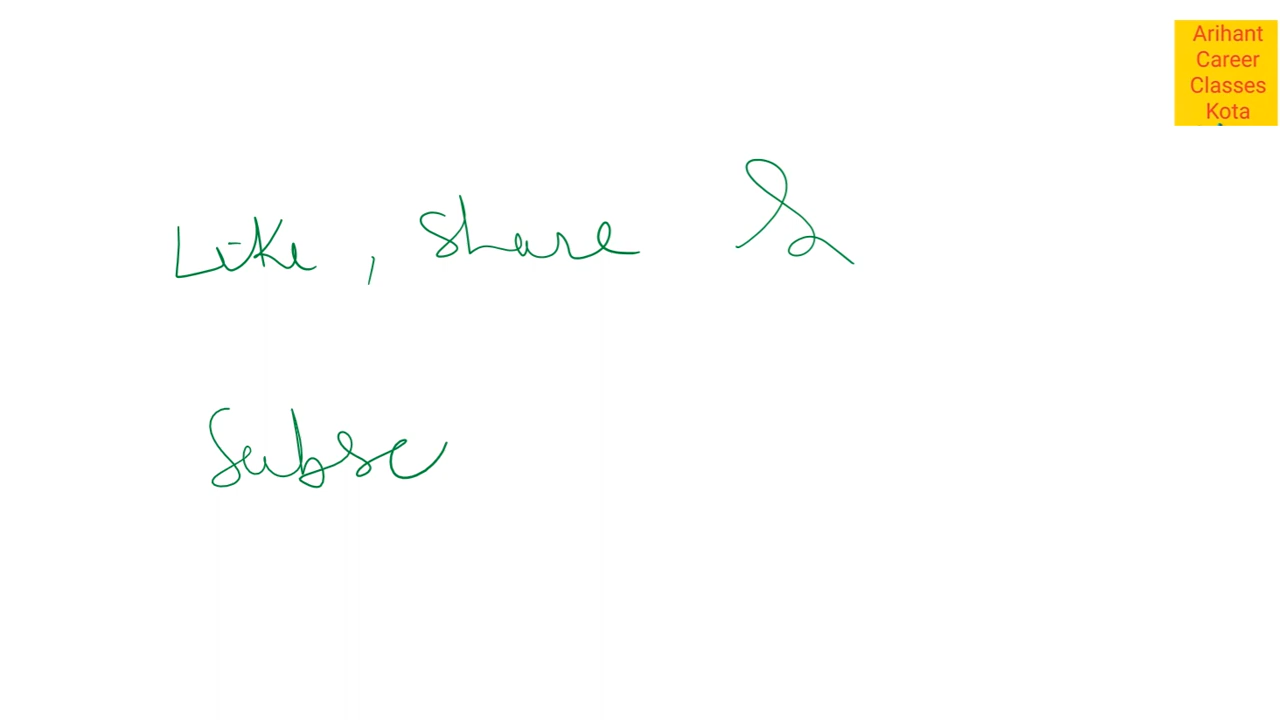 Arihant
Career
Classes
Kota
Like, Share &
Subsc